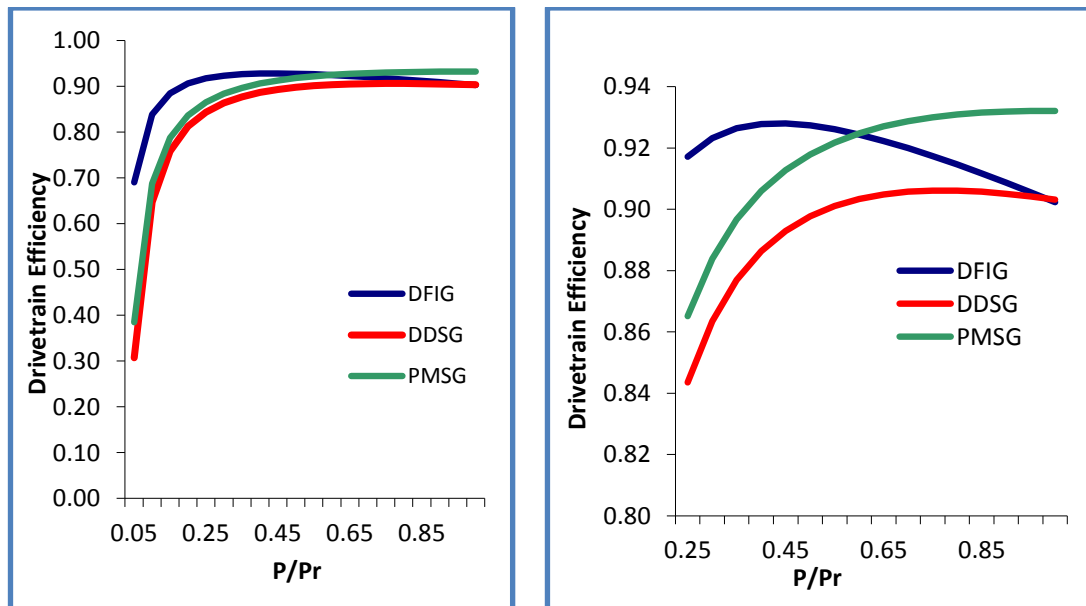 1.00
0.90
0.80
0.70
0.60
0.50
0.40
0.30
0.20
0.10
0.00
Drivetrain Efficiency
DFIG
DDSG
PMSG
0.05 0.25 0.45 0.65 0.85
P/Pr
0.94
0.92
0.90
0.88
0.86
0.84
0.82
0.80
Drivetrain Efficiency
DFIG
DDSG
PMSG
0.25 0.45 0.65 0.85
P/Pr